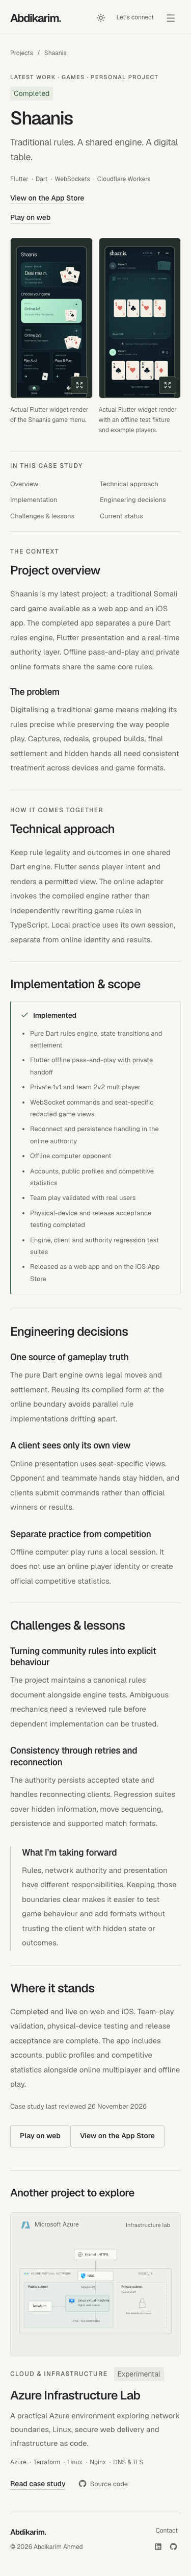 Abdikarim.
Let's connect
Projects / Shaanis
LATEST WORK · GAMES · PERSONAL PROJECT
Completed
Shaanis
Traditional rules. A shared engine. A digital
table.
Flutter · Dart · WebSockets · Cloudflare Workers
View on the App Store
Play on web
Shaanis
Deal me in.
Choose your game
Online 1v1
Online 2v2
shaanis.
Actual Flutter widget render
of the Shaanis game menu.
Actual Flutter widget render
with an offline test fixture
and example players.
IN THIS CASE STUDY
Overview
Technical approach
Implementation
Engineering decisions
Challenges & lessons
Current status
THE CONTEXT
Project overview
Shaanis is my latest project: a traditional Somali
card game available as a web app and an iOS
app. The completed app separates a pure Dart
rules engine, Flutter presentation and a real-time
authority layer. Offline pass-and-play and private
online formats share the same core rules.
The problem
Digitalising a traditional game means making its
rules precise while preserving the way people
play. Captures, redeals, grouped builds, final
settlement and hidden hands all need consistent
treatment across devices and game formats.
HOW IT COMES TOGETHER
Technical approach
Keep rule legality and outcomes in one shared
Dart engine. Flutter sends player intent and
renders a permitted view. The online adapter
invokes the compiled engine rather than
independently rewriting game rules in
TypeScript. Local practice uses its own session,
separate from online identity and results.
Implementation & scope
Implemented
• Pure Dart rules engine, state transitions and
settlement
• Flutter offline pass-and-play with private
handoff
• Private 1v1 and team 2v2 multiplayer
• WebSocket commands and seat-specific
redacted game views
• Reconnect and persistence handling in the
online authority
• Offline computer opponent
• Accounts, public profiles and competitive
statistics
• Team play validated with real users
• Physical-device and release acceptance
testing completed
• Engine, client and authority regression test
suites
• Released as a web app and on the iOS App
Store
Engineering decisions
One source of gameplay truth
The pure Dart engine owns legal moves and
settlement. Reusing its compiled form at the
online boundary avoids parallel rule
implementations drifting apart.
A client sees only its own view
Online presentation uses seat-specific views.
Opponent and teammate hands stay hidden, and
clients submit commands rather than official
winners or results.
Separate practice from competition
Offline computer play runs a local session. It
does not use an online player identity or create
official competitive statistics.
Challenges & lessons
Turning community rules into explicit
behaviour
The project maintains a canonical rules
document alongside engine tests. Ambiguous
mechanics need a reviewed rule before
dependent implementation can be trusted.
Consistency through retries and
reconnection
The authority persists accepted state and
handles reconnecting clients. Regression suites
cover hidden information, move sequencing,
persistence and supported match formats.
What I'm taking forward
Rules, network authority and presentation
have different responsibilities. Keeping those
boundaries clear makes it easier to test
game behaviour and add formats without
trusting the client with hidden state or
outcomes.
Where it stands
Completed and live on web and iOS. Team-play
validation, physical-device testing and release
acceptance are complete. The app includes
accounts, public profiles and competitive
statistics alongside online multiplayer and offline
play.
Case study last reviewed 26 November 2026
Play on web
View on the App Store
Another project to explore
Microsoft Azure
Infrastructure lab
Internet HTTPS
NSG
Public subnet
Private subnet
Terraform
Linux virtual machine
CLOUD & INFRASTRUCTURE
Experimental
Azure Infrastructure Lab
A practical Azure environment exploring network
boundaries, Linux, secure web delivery and
infrastructure as code.
Azure · Terraform · Linux · Nginx · DNS & TLS
Read case study
Source code
Abdikarim.
Contact
© 2026 Abdikarim Ahmed